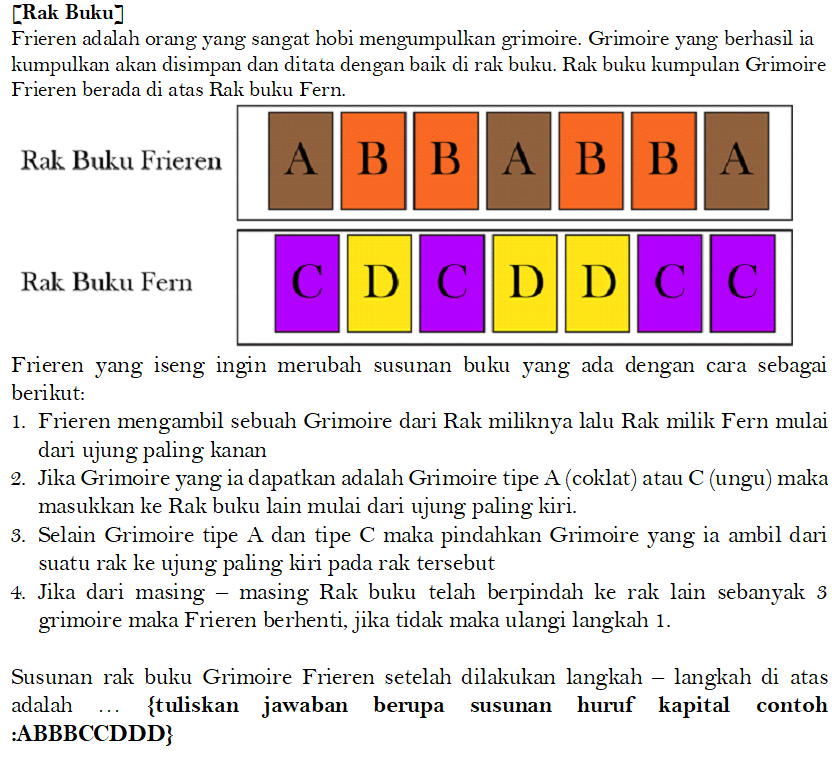 [Rak Buku]
Frieren adalah orang yang sangat hobi mengumpulkan grimoire. Grimoire yang berhasil ia
kumpulkan akan disimpan dan ditata dengan baik di rak buku. Rak buku kumpulan Grimoire
Frieren berada di atas Rak buku Fern.
Rak Buku Frieren A B B A B B A
Rak Buku Fern C D C D D C C
Frieren yang iseng ingin merubah susunan buku yang ada dengan cara sebagai
berikut:
1. Frieren mengambil sebuah Grimoire dari Rak miliknya lalu Rak milik Fern mulai
dari ujung paling kanan
2. Jika Grimoire yang ia dapatkan adalah Grimoire tipe A (coklat) atau C (ungu) maka
masukkan ke Rak buku lain mulai dari ujung paling kiri.
3. Selain Grimoire tipe A dan tipe C maka pindahkan Grimoire yang ia ambil dari
suatu rak ke ujung paling kiri pada rak tersebut
4. Jika dari masing – masing Rak buku telah berpindah ke rak lain sebanyak 3
grimoire maka Frieren berhenti, jika tidak maka ulangi langkah 1.
Susunan rak buku Grimoire Frieren setelah dilakukan langkah – langkah di atas
adalah … {tuliskan jawaban berupa susunan huruf kapital contoh
:ABBBCCDDD}